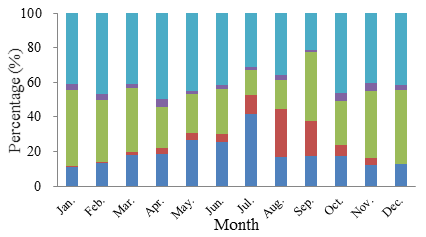 Percentage (%)
100
80
60
40
20
0
Jan. Feb. Mar. Apr. May. Jun. Jul. Aug. Sep. Oct. Nov. Dec.
Month